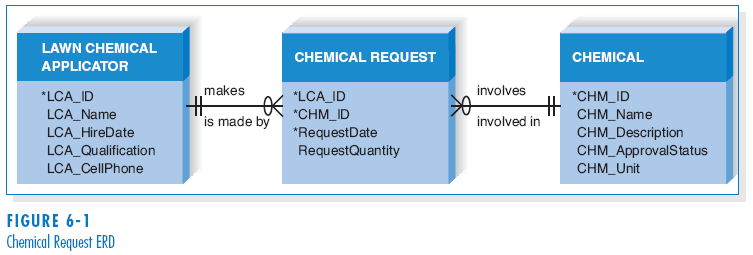 LAWN CHEMICAL
APPLICATOR
*LCA_ID
LCA_Name
LCA_HireDate
LCA_Qualification
LCA_CellPhone
makes
is made by
CHEMICAL REQUEST
*LCA_ID
*CHM_ID
*RequestDate
RequestQuantity
involves
involved in
CHEMICAL
*CHM_ID
CHM_Name
CHM_Description
CHM_ApprovalStatus
CHM_Unit
FIGURE 6-1
Chemical Request ERD